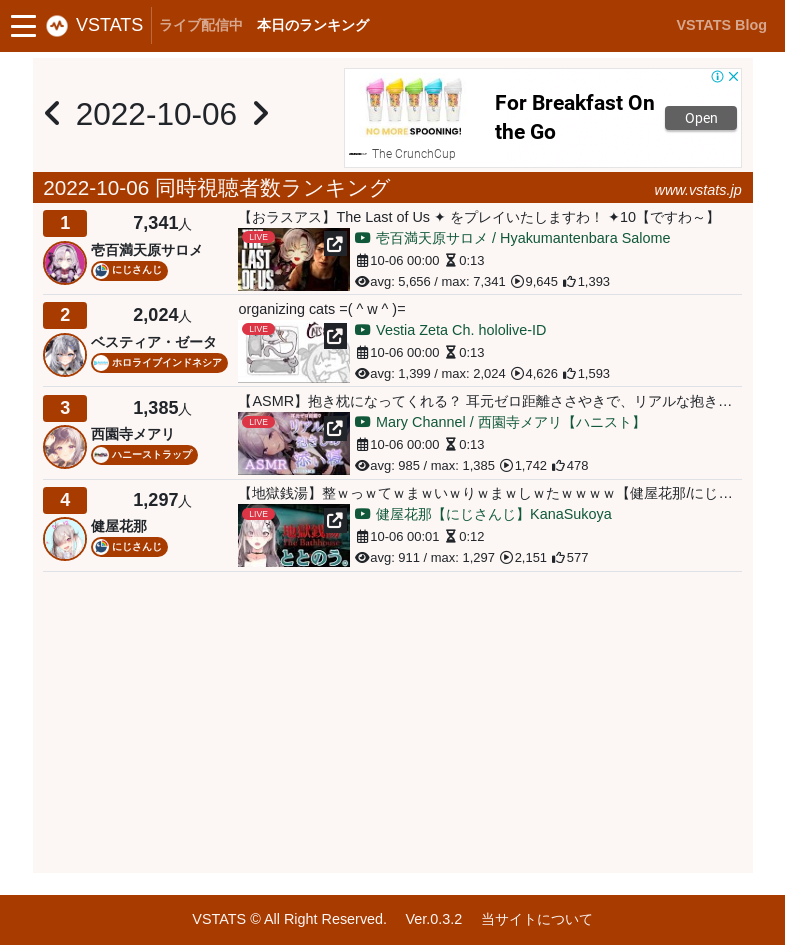 VSTATS ライブ配信中 本日のランキング VSTATS Blog
2022-10-06
NO MORE SPOONING!
The CrunchCup
For Breakfast On
the Go
Open
2022-10-06 同時視聴者数ランキング www.vstats.jp
1 7,341人
壱百満天原サロメ
にじさんじ
【おラスアス】The Last of Us ✦ をプレイいたしますわ！ ✦10【ですわ～】
LIVE
THE LAST OF US
壱百満天原サロメ / Hyakumantenbara Salome
10-06 00:00 0:13
avg: 5,656 / max: 7,341 9,645 1,393
2 2,024人
ベスティア・ゼータ
ホロライブインドネシア
organizing cats =( ^ w ^ )=
LIVE
Vestia Zeta Ch. hololive-ID
10-06 00:00 0:13
avg: 1,399 / max: 2,024 4,626 1,593
3 1,385人
西園寺メアリ
ハニーストラップ
【ASMR】抱き枕になってくれる？ 耳元ゼロ距離ささやきで、リアルな抱き…
LIVE
ASMR
Mary Channel / 西園寺メアリ【ハニスト】
10-06 00:00 0:13
avg: 985 / max: 1,385 1,742 478
4 1,297人
健屋花那
にじさんじ
【地獄銭湯】整ｗっｗてｗまｗいｗりｗまｗしｗたｗｗｗｗ【健屋花那/にじ…
LIVE
地獄銭湯
The Bathhouse
ととのう。
健屋花那【にじさんじ】KanaSukoya
10-06 00:01 0:12
avg: 911 / max: 1,297 2,151 577
VSTATS © All Right Reserved. Ver.0.3.2 当サイトについて